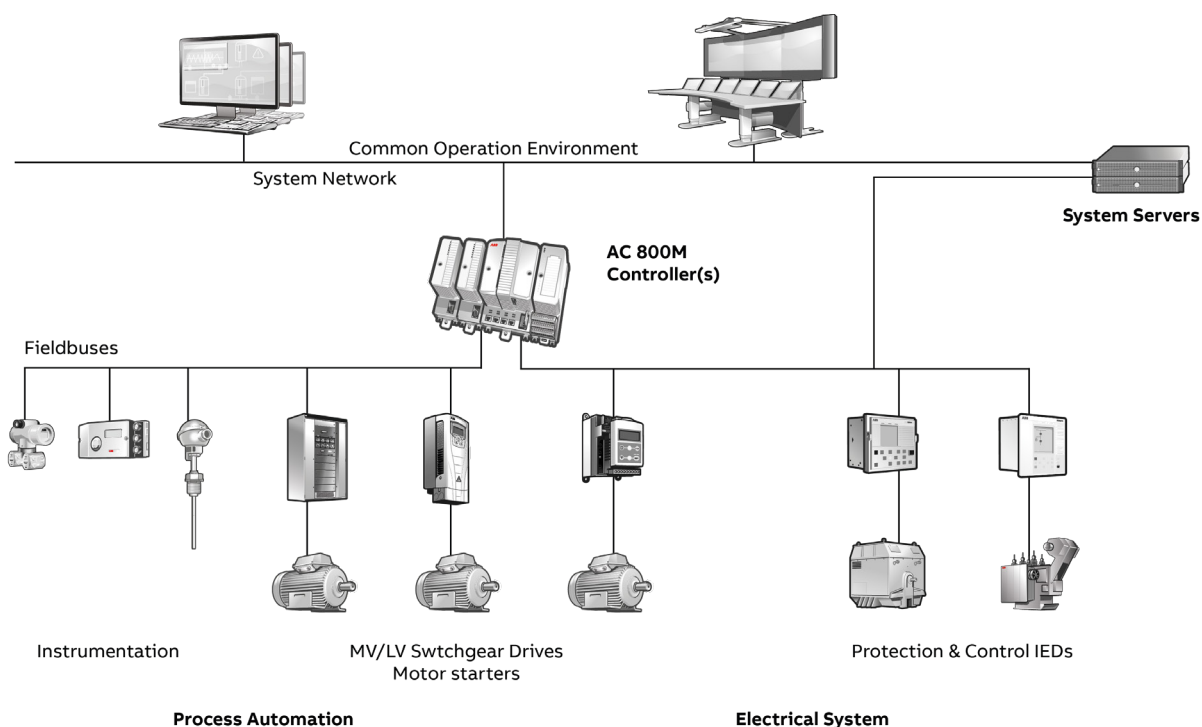 Common Operation Environment
System Network
System Servers
AC 800M
Controller(s)
Fieldbuses
Instrumentation
MV/LV Swtchgear Drives
Motor starters
Protection & Control IEDs
Process Automation
Electrical System